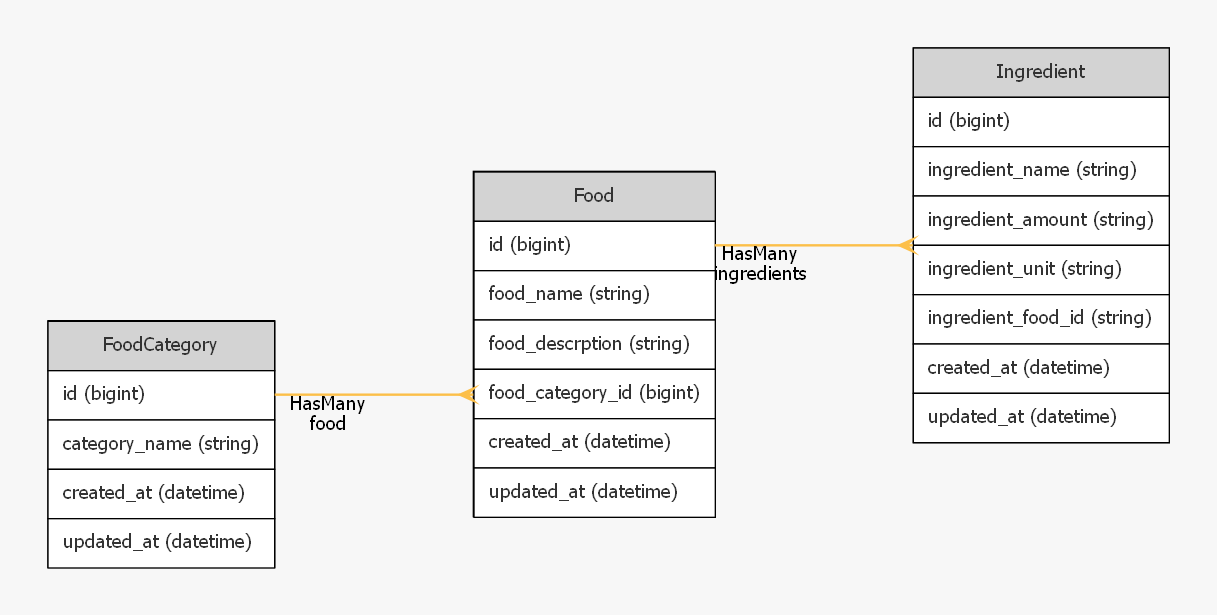 FoodCategory
id (bigint)
category_name (string)
created_at (datetime)
updated_at (datetime)
HasMany
food
Food
id (bigint)
food_name (string)
food_descrption (string)
food_category_id (bigint)
created_at (datetime)
updated_at (datetime)
HasMany
ingredients
Ingredient
id (bigint)
ingredient_name (string)
ingredient_amount (string)
ingredient_unit (string)
ingredient_food_id (string)
created_at (datetime)
updated_at (datetime)